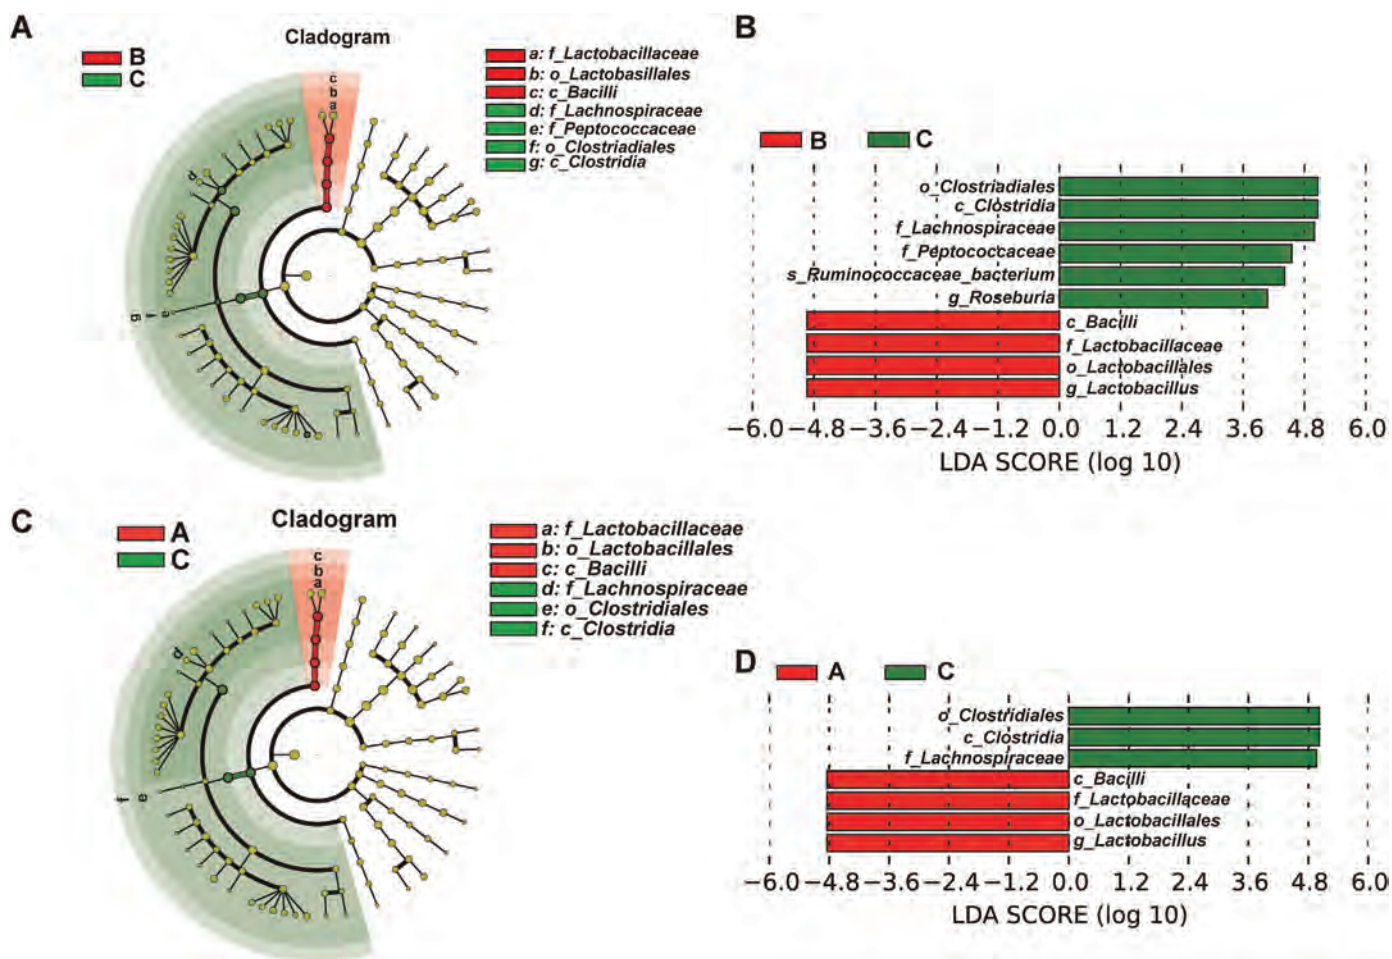 A
Cladogram
B
C
a: f_Lactobacillaceae
b: o_Lactobasillales
c: c_Bacilli
d: f_Lachnospiraceae
e: f_Peptococcaceae
f: o_Clostriadiales
g: c_Clostridia
c
b
a
d
g
f
e
B
B
C
o_Clostriadiales
c_Clostridia
f_Lachnospiraceae
f_Peptococcaceae
s_Ruminococcaceae_bacterium
g_Roseburia
c_Bacilli
f_Lactobacillaceae
o_Lactobacillales
g_Lactobacillus
−6.0 −4.8 −3.6 −2.4 −1.2 0.0 1.2 2.4 3.6 4.8 6.0
LDA SCORE (log 10)
C
Cladogram
A
C
a: f_Lactobacillaceae
b: o_Lactobacillales
c: c_Bacilli
d: f_Lachnospiraceae
e: o_Clostridiales
f: c_Clostridia
c
b
a
d
f
e
D
A
C
o_Clostridiales
c_Clostridia
f_Lachnospiraceae
c_Bacilli
f_Lactobacillaceae
o_Lactobacillales
g_Lactobacillus
−6.0 −4.8 −3.6 −2.4 −1.2 0.0 1.2 2.4 3.6 4.8 6.0
LDA SCORE (log 10)